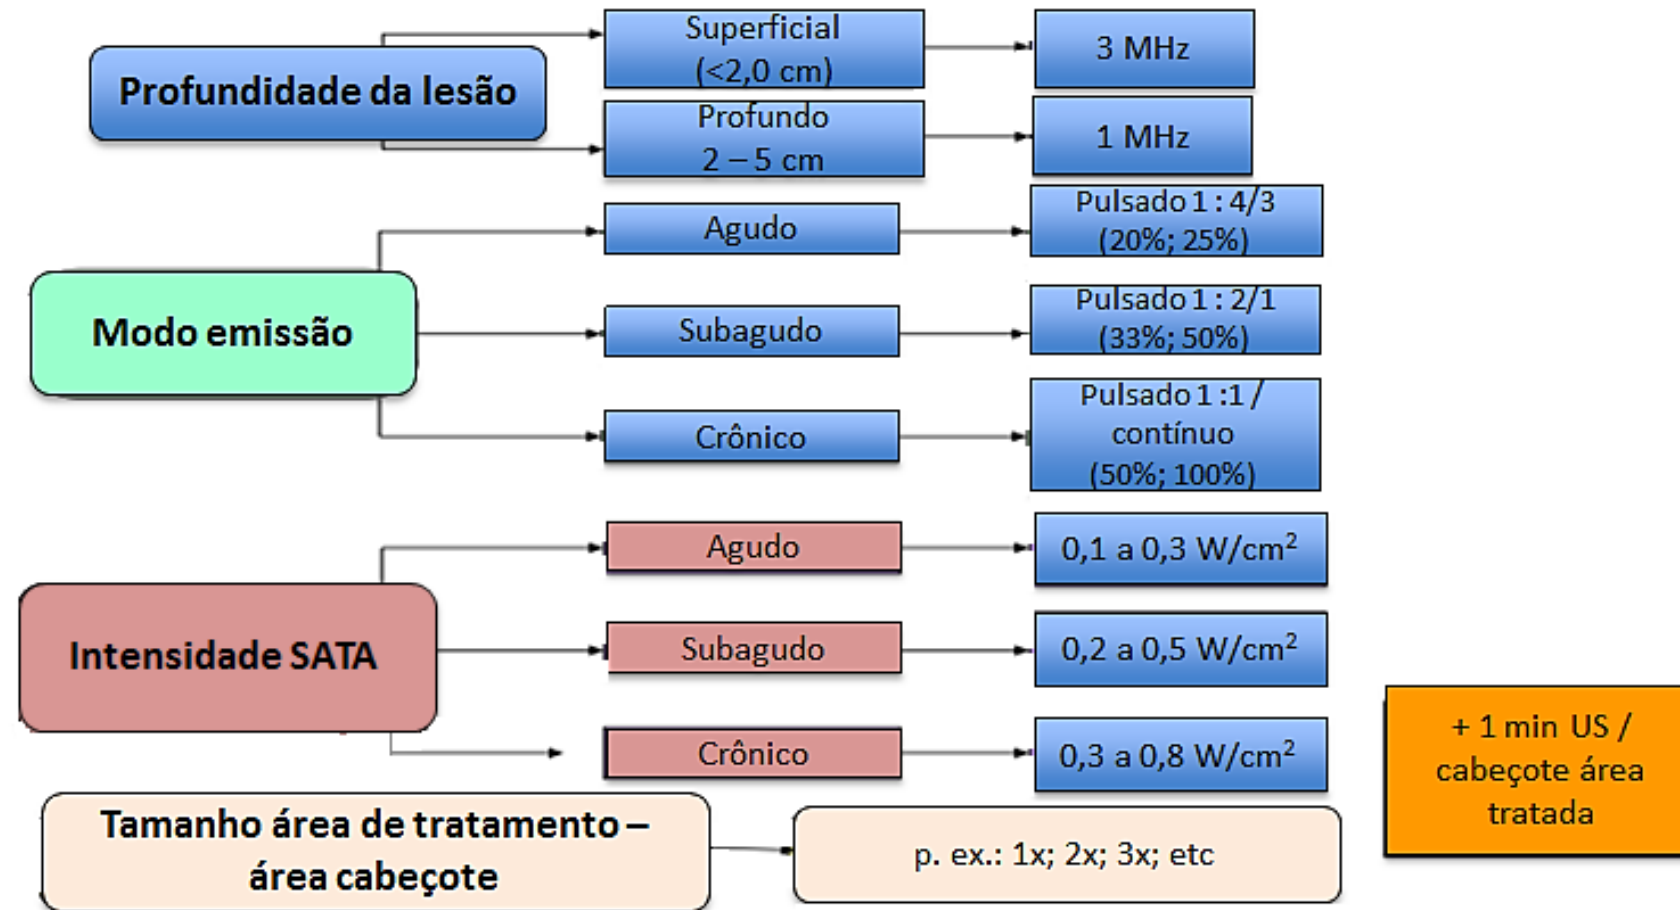 Profundidade da lesão
Superficial
(<2,0 cm)
3 MHz
Profundo
2 – 5 cm
1 MHz
Modo emissão
Agudo
Pulsado 1 : 4/3
(20%; 25%)
Subagudo
Pulsado 1 : 2/1
(33%; 50%)
Crônico
Pulsado 1 :1 /
contínuo
(50%; 100%)
Intensidade SATA
Agudo
0,1 a 0,3 W/cm²
Subagudo
0,2 a 0,5 W/cm²
Crônico
0,3 a 0,8 W/cm²
+ 1 min US /
cabeçote área
tratada
Tamanho área de tratamento –
área cabeçote
p. ex.: 1x; 2x; 3x; etc